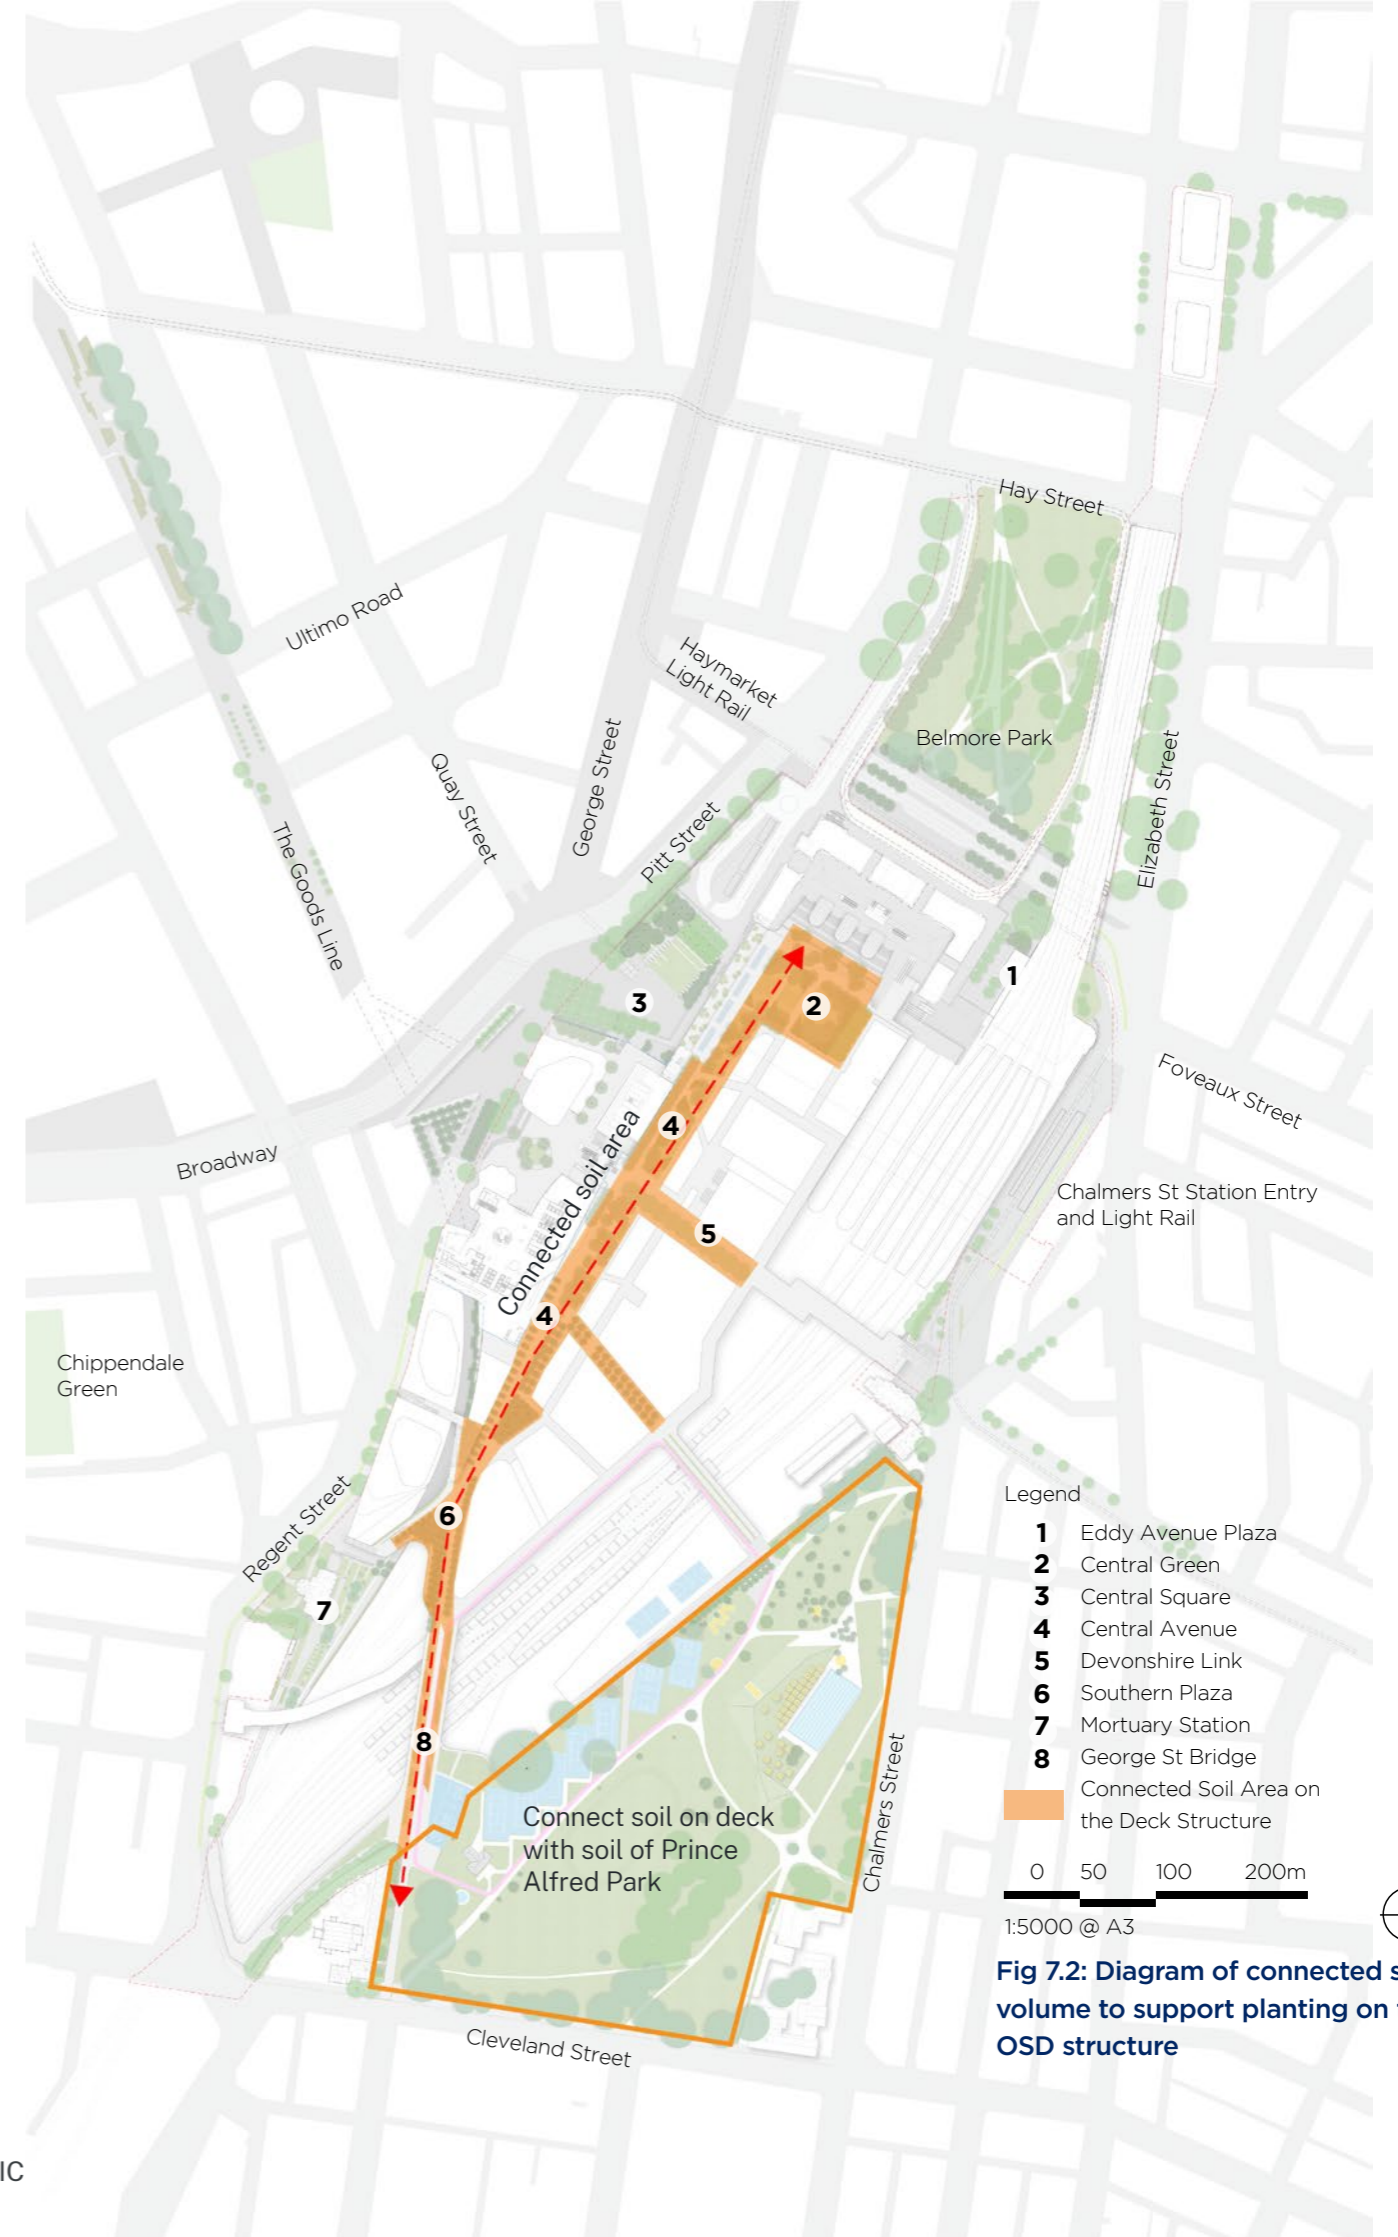 Hay Street
Ultimo Road
Haymarket
Light Rail
Belmore Park
George Street
Quay Street
Pitt Street
Elizabeth Street
The Goods Line
1
2
3
Foveaux Street
4
Connected soil area
Broadway
Chalmers St Station Entry
and Light Rail
5
4
Chippendale
Green
Regent Street
6
7
8
Connect soil on deck
with soil of Prince
Alfred Park
Chalmers Street
Cleveland Street
Legend
1 Eddy Avenue Plaza
2 Central Green
3 Central Square
4 Central Avenue
5 Devonshire Link
6 Southern Plaza
7 Mortuary Station
8 George St Bridge
Connected Soil Area on
the Deck Structure
0 50 100 200m
1:5000 @ A3
Fig 7.2: Diagram of connected s
volume to support planting on
OSD structure
IC